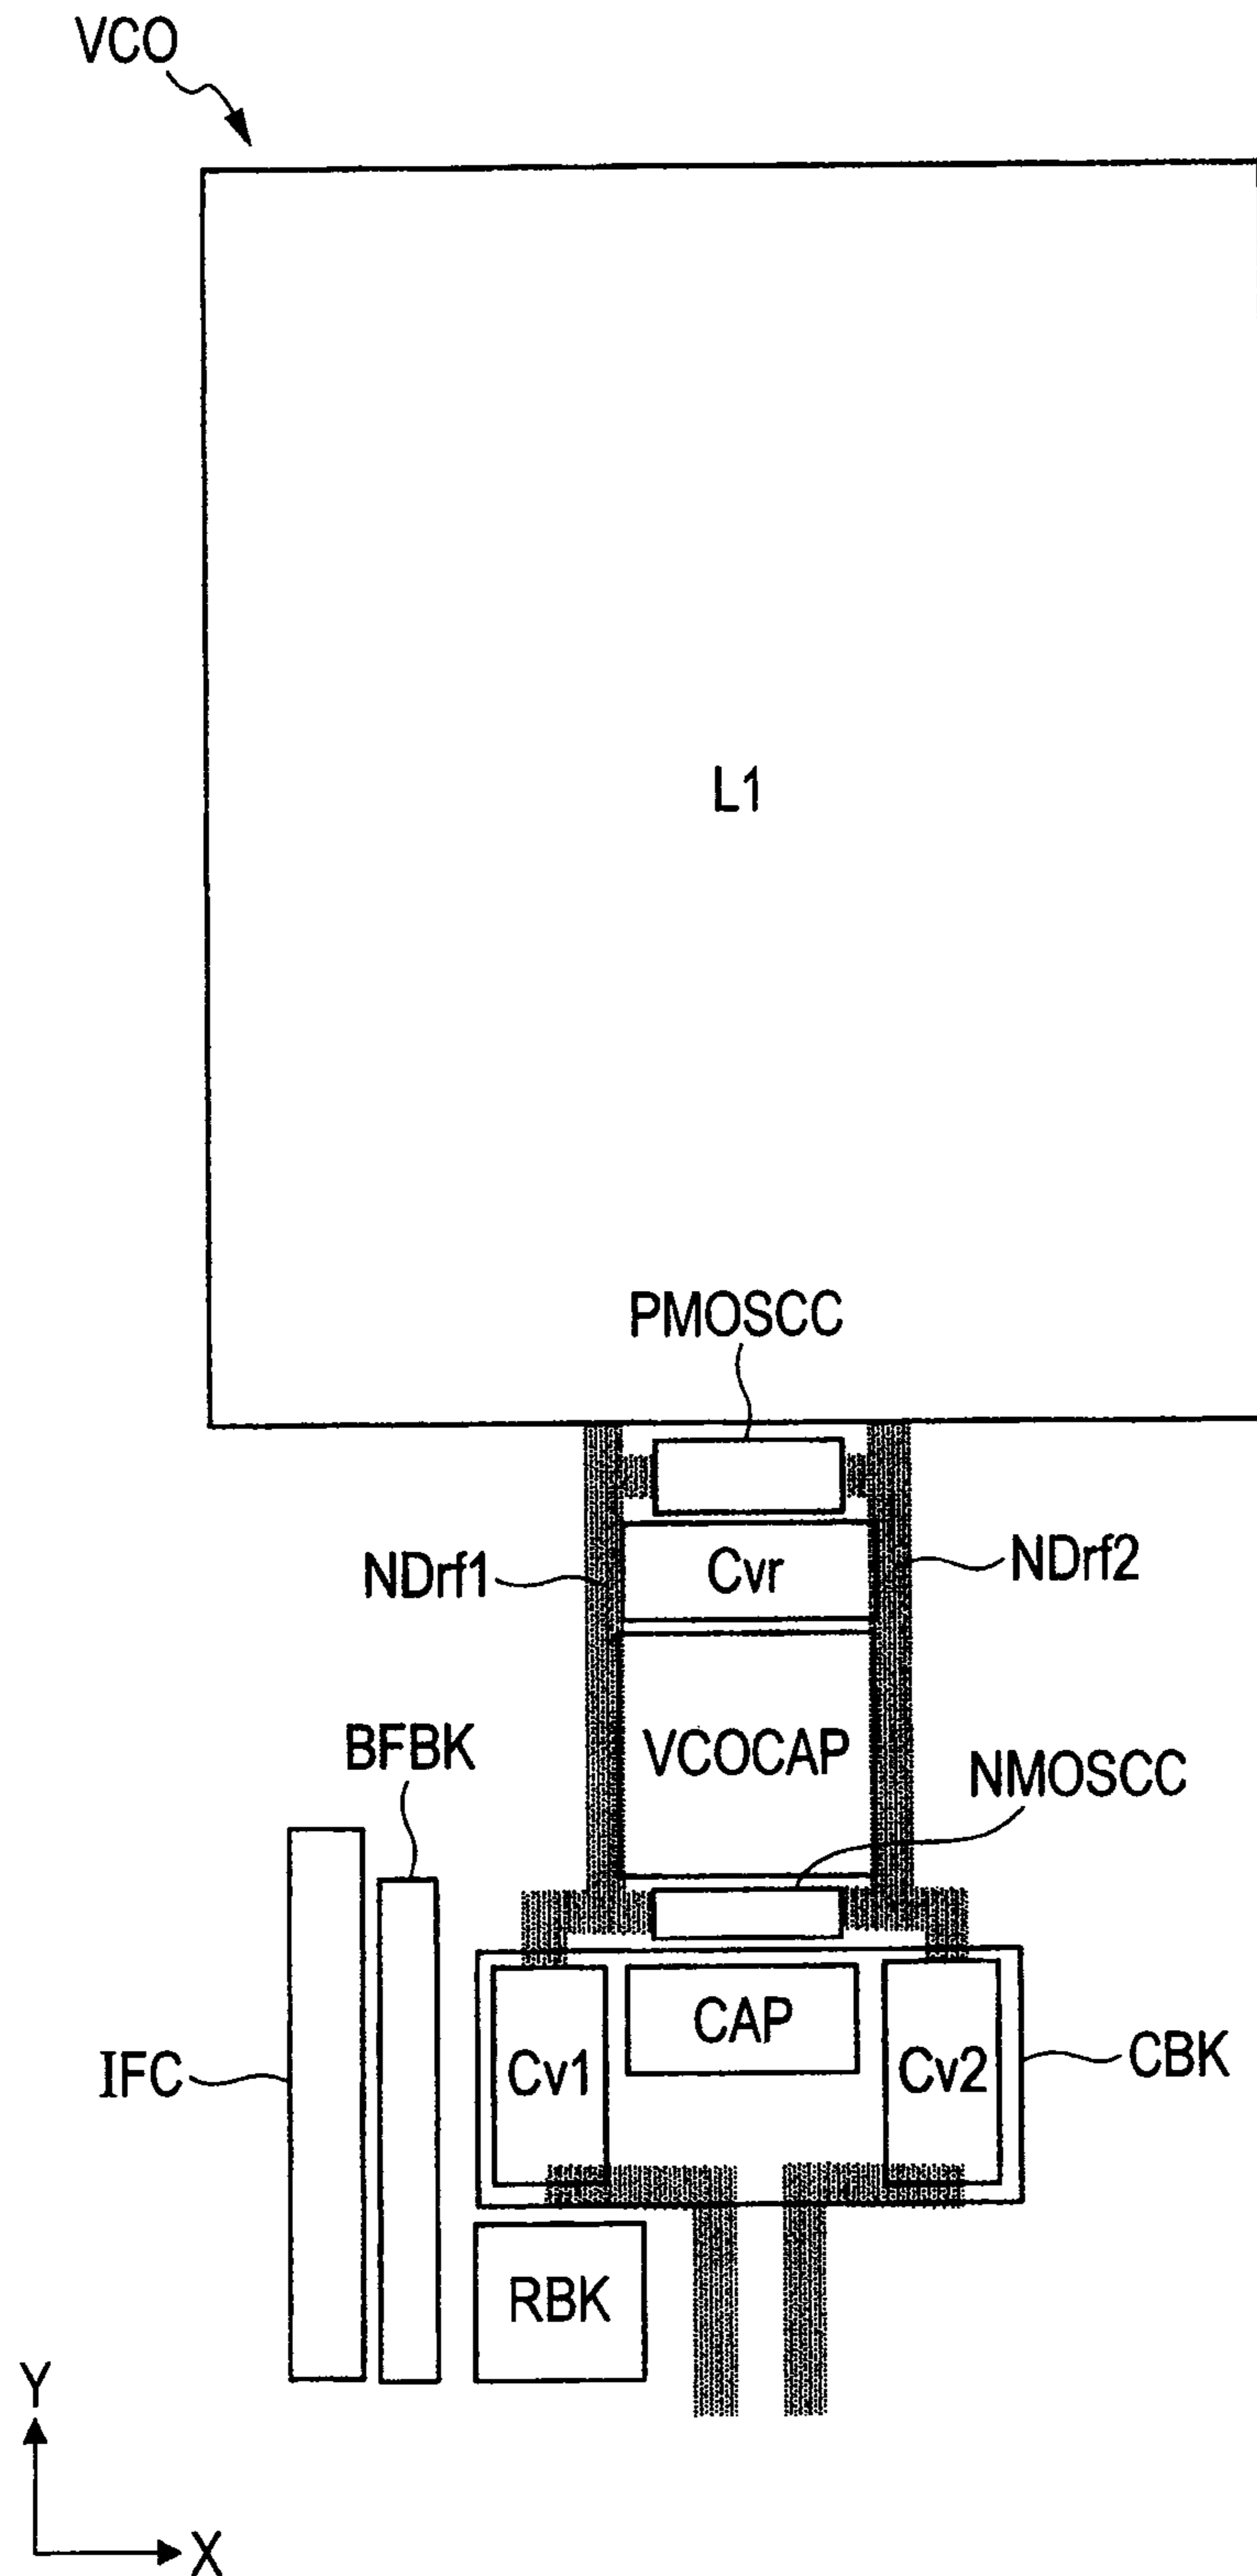 VCO
L1
PMOSCC
NDrf1
Cvr
NDrf2
BFBK
VCOCAP
NMOSCC
IFC
Cv1
CAP
Cv2
CBK
RBK
Y
X